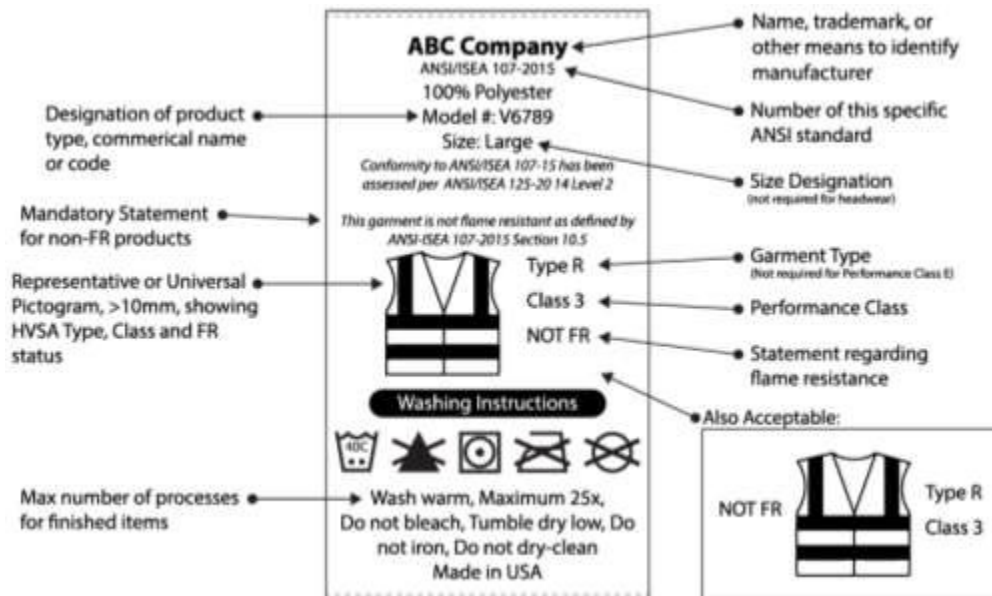 ABC Company
ANSI/ISEA 107-2015
100% Polyester
Model #: V6789
Size: Large
Conformity to ANSI/ISEA 107-15 has been
assessed per ANSI/ISEA 125-20 14 Level 2
This garment is not flame resistant as defined by
ANSI-ISEA 107-2015 Section 10.5
Type R
Class 3
NOT FR
Washing Instructions
40C
Wash warm, Maximum 25x,
Do not bleach, Tumble dry low, Do
not iron, Do not dry-clean
Made in USA
Designation of product
type, commerical name
or code
Mandatory Statement
for non-FR products
Representative or Universal
Pictogram, >10mm, showing
HVSA Type, Class and FR
status
Max number of processes
for finished items
Name, trademark, or
other means to identify
manufacturer
Number of this specific
ANSI standard
Size Designation
(not required for headwear)
Garment Type
(Not required for Performance Class E)
Performance Class
Statement regarding
flame resistance
Also Acceptable:
NOT FR
Type R
Class 3